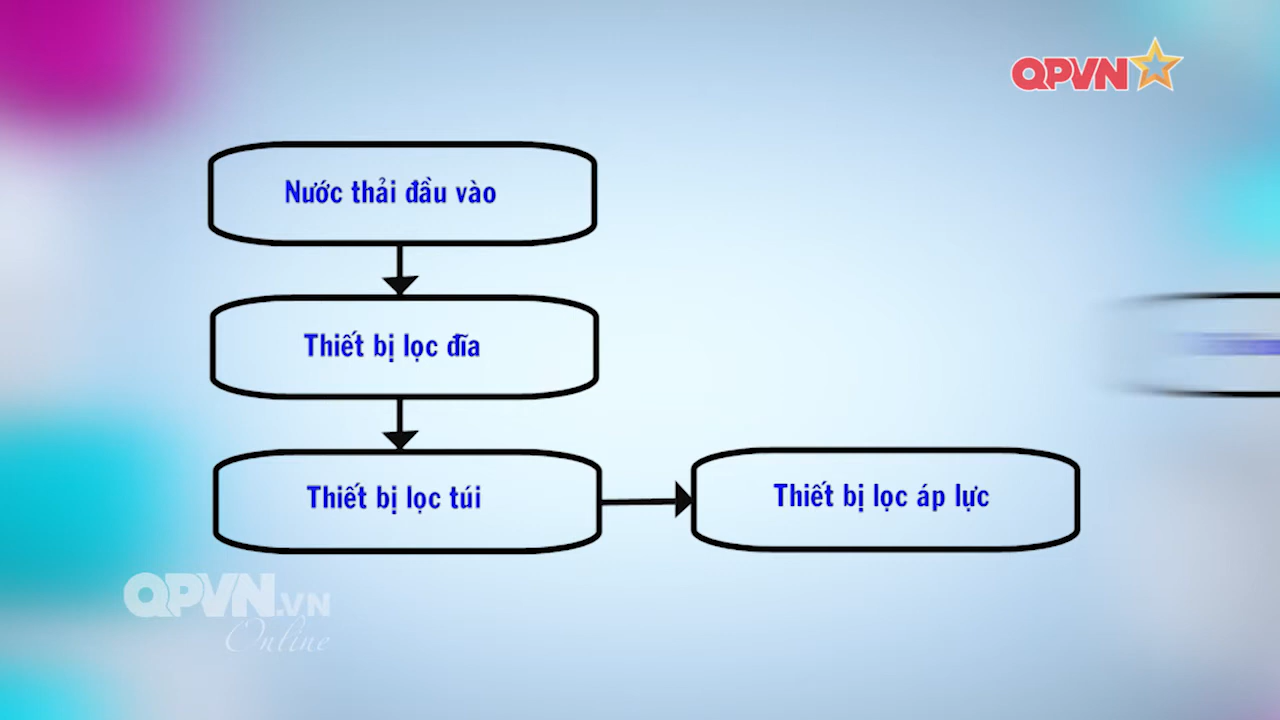 QPVN
Nước thải đầu vào
Thiết bị lọc đĩa
Thiết bị lọc túi
Thiết bị lọc áp lực
QPVN.VN
Online